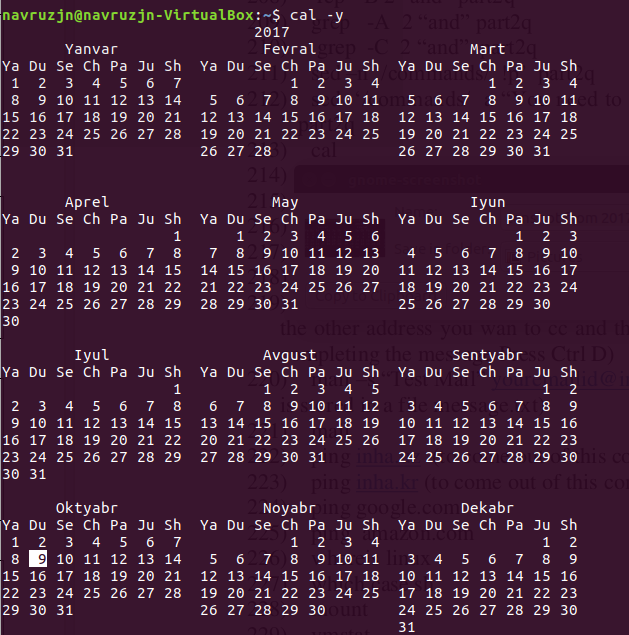 navruzjn@navruzjn-VirtualBox:~$ cal -y
2017
Yanvar Fevral Mart
Ya Du Se Ch Pa Ju Sh Ya Du Se Ch Pa Ju Sh Ya Du Se Ch Pa Ju Sh
1 2 3 4 5 6 7 1 2 3 4 1 2 3 4
8 9 10 11 12 13 14 5 6 7 8 9 10 11 5 6 7 8 9 10 11
15 16 17 18 19 20 21 12 13 14 15 16 17 18 12 13 14 15 16 17 18
22 23 24 25 26 27 28 19 20 21 22 23 24 25 19 20 21 22 23 24 25
29 30 31 26 27 28 26 27 28 29 30 31
Aprel May Iyun
Ya Du Se Ch Pa Ju Sh Ya Du Se Ch Pa Ju Sh Ya Du Se Ch Pa Ju Sh
1 1 2 3 4 5 6 1 2 3
2 3 4 5 6 7 8 7 8 9 10 11 12 13 4 5 6 7 8 9 10
9 10 11 12 13 14 15 14 15 16 17 18 19 20 11 12 13 14 15 16 17
16 17 18 19 20 21 22 21 22 23 24 25 26 27 18 19 20 21 22 23 24
23 24 25 26 27 28 29 28 29 30 31 25 26 27 28 29 30
30
Iyul Avgust Sentyabr
Ya Du Se Ch Pa Ju Sh Ya Du Se Ch Pa Ju Sh Ya Du Se Ch Pa Ju Sh
1 1 2 3 4 5 1 2
2 3 4 5 6 7 8 6 7 8 9 10 11 12 3 4 5 6 7 8 9
9 10 11 12 13 14 15 13 14 15 16 17 18 19 10 11 12 13 14 15 16
16 17 18 19 20 21 22 20 21 22 23 24 25 26 17 18 19 20 21 22 23
23 24 25 26 27 28 29 27 28 29 30 31 24 25 26 27 28 29 30
30 31
Oktyabr Noyabr Dekabr
Ya Du Se Ch Pa Ju Sh Ya Du Se Ch Pa Ju Sh Ya Du Se Ch Pa Ju Sh
1 2 3 4 5 6 7 1 2 3 4 1 2
8 9 10 11 12 13 14 5 6 7 8 9 10 11 3 4 5 6 7 8 9
15 16 17 18 19 20 21 12 13 14 15 16 17 18 10 11 12 13 14 15 16
22 23 24 25 26 27 28 19 20 21 22 23 24 25 17 18 19 20 21 22 23
29 30 31 26 27 28 29 30 24 25 26 27 28 29 30
31